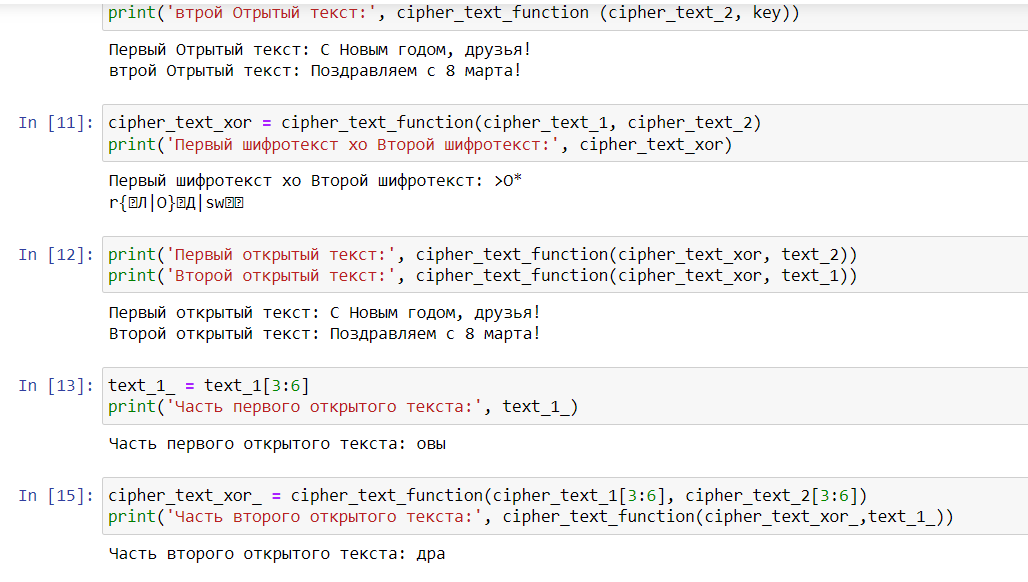 print('втрой Отрытый текст:', cipher_text_function (cipher_text_2, key))
Первый Отрытый текст: С Новым годом, друзья!
втрой Отрытый текст: Поздравляем с 8 марта!
In [11]: cipher_text_xor = cipher_text_function(cipher_text_1, cipher_text_2)
print('Первый шифротекст хо Второй шифротекст:', cipher_text_xor)
Первый шифротекст хо Второй шифротекст: >O*
r{Л|O}Д|sw
In [12]: print('Первый открытый текст:', cipher_text_function(cipher_text_xor, text_2))
print('Второй открытый текст:', cipher_text_function(cipher_text_xor, text_1))
Первый открытый текст: С Новым годом, друзья!
Второй открытый текст: Поздравляем с 8 марта!
In [13]: text_1_ = text_1[3:6]
print('Часть первого открытого текста:', text_1_)
Часть первого открытого текста: овы
In [15]: cipher_text_xor_ = cipher_text_function(cipher_text_1[3:6], cipher_text_2[3:6])
print('Часть второго открытого текста:', cipher_text_function(cipher_text_xor_,text_1_))
Часть второго открытого текста: дра